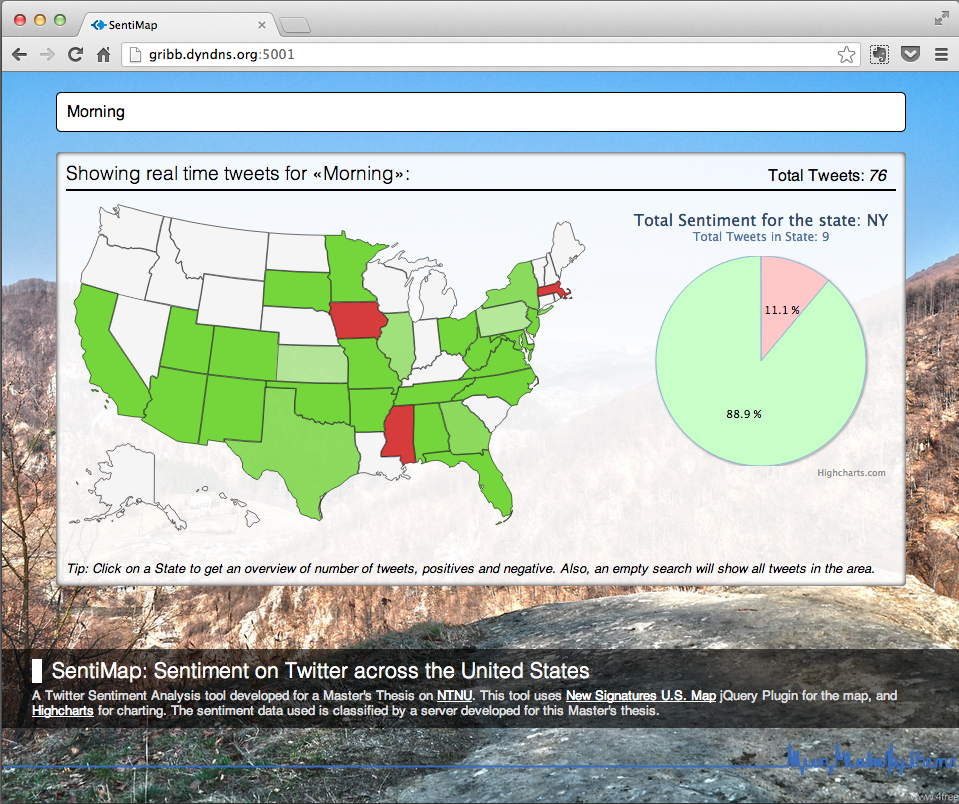 SentiMap
gribb.dyndns.org:5001
Morning
Showing real time tweets for «Morning»:
Total Tweets: 76
Total Sentiment for the state: NY
Total Tweets in State: 9
11.1 %
88.9 %
Highcharts.com
Tip: Click on a State to get an overview of number of tweets, positives and negative. Also, an empty search will show all tweets in the area.
SentiMap: Sentiment on Twitter across the United States
A Twitter Sentiment Analysis tool developed for a Master's Thesis on NTNU. This tool uses New Signatures U.S. Map jQuery Plugin for the map, and
Highcharts for charting. The sentiment data used is classified by a server developed for this Master's thesis.